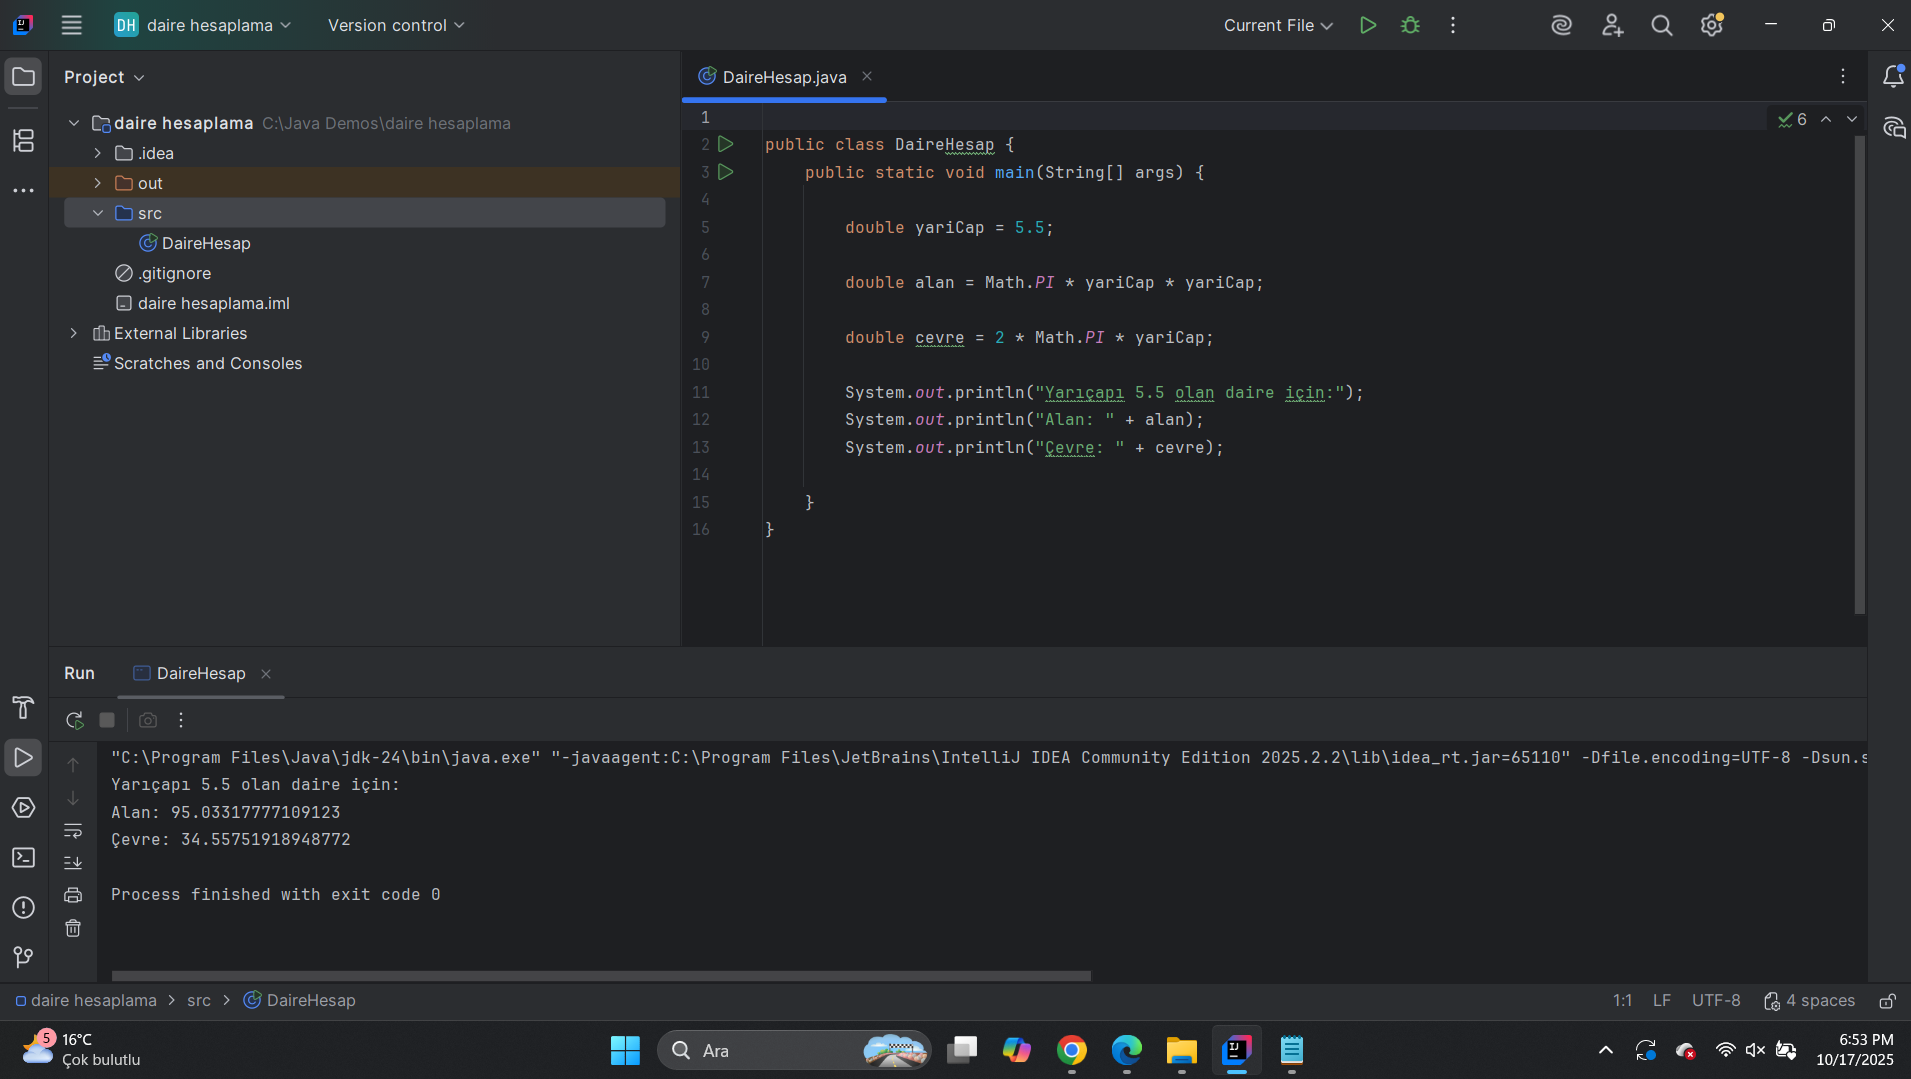 DH daire hesaplama Version control Current File
Project
DaireHesap.java
daire hesaplama C:\Java Demos\daire hesaplama
.idea
out
src
DaireHesap
.gitignore
daire hesaplama.iml
External Libraries
Scratches and Consoles
6
1
2 public class DaireHesap {
3 public static void main(String[] args) {
4
5 double yariCap = 5.5;
6
7 double alan = Math.PI * yariCap * yariCap;
8
9 double cevre = 2 * Math.PI * yariCap;
10
11 System.out.println("Yarıçapı 5.5 olan daire için:");
12 System.out.println("Alan: " + alan);
13 System.out.println("Çevre: " + cevre);
14
15 }
16 }
Run DaireHesap
"C:\Program Files\Java\jdk-24\bin\java.exe" "-javaagent:C:\Program Files\JetBrains\IntelliJ IDEA Community Edition 2025.2.2\lib\idea_rt.jar=65110" -Dfile.encoding=UTF-8 -Dsun.s
Yarıçapı 5.5 olan daire için:
Alan: 95.03317777109123
Çevre: 34.55751918948772
Process finished with exit code 0
daire hesaplama src DaireHesap 1:1 LF UTF-8 4 spaces
5 16°C
Çok bulutlu
Ara
IJ
6:53 PM
10/17/2025